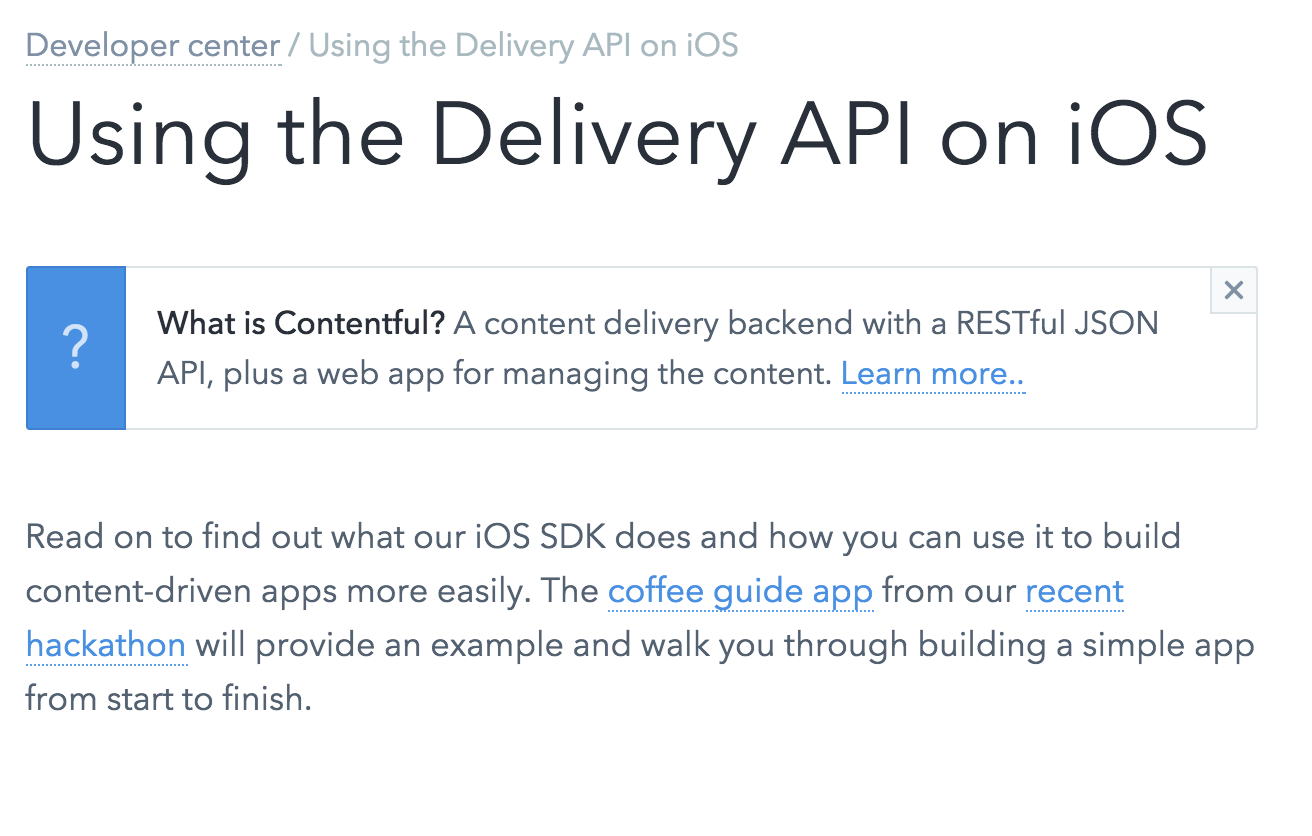 Developer center / Using the Delivery API on iOS
Using the Delivery API on iOS
?
What is Contentful? A content delivery backend with a RESTful JSON
API, plus a web app for managing the content. Learn more..
Read on to find out what our iOS SDK does and how you can use it to build
content-driven apps more easily. The coffee guide app from our recent
hackathon will provide an example and walk you through building a simple app
from start to finish.